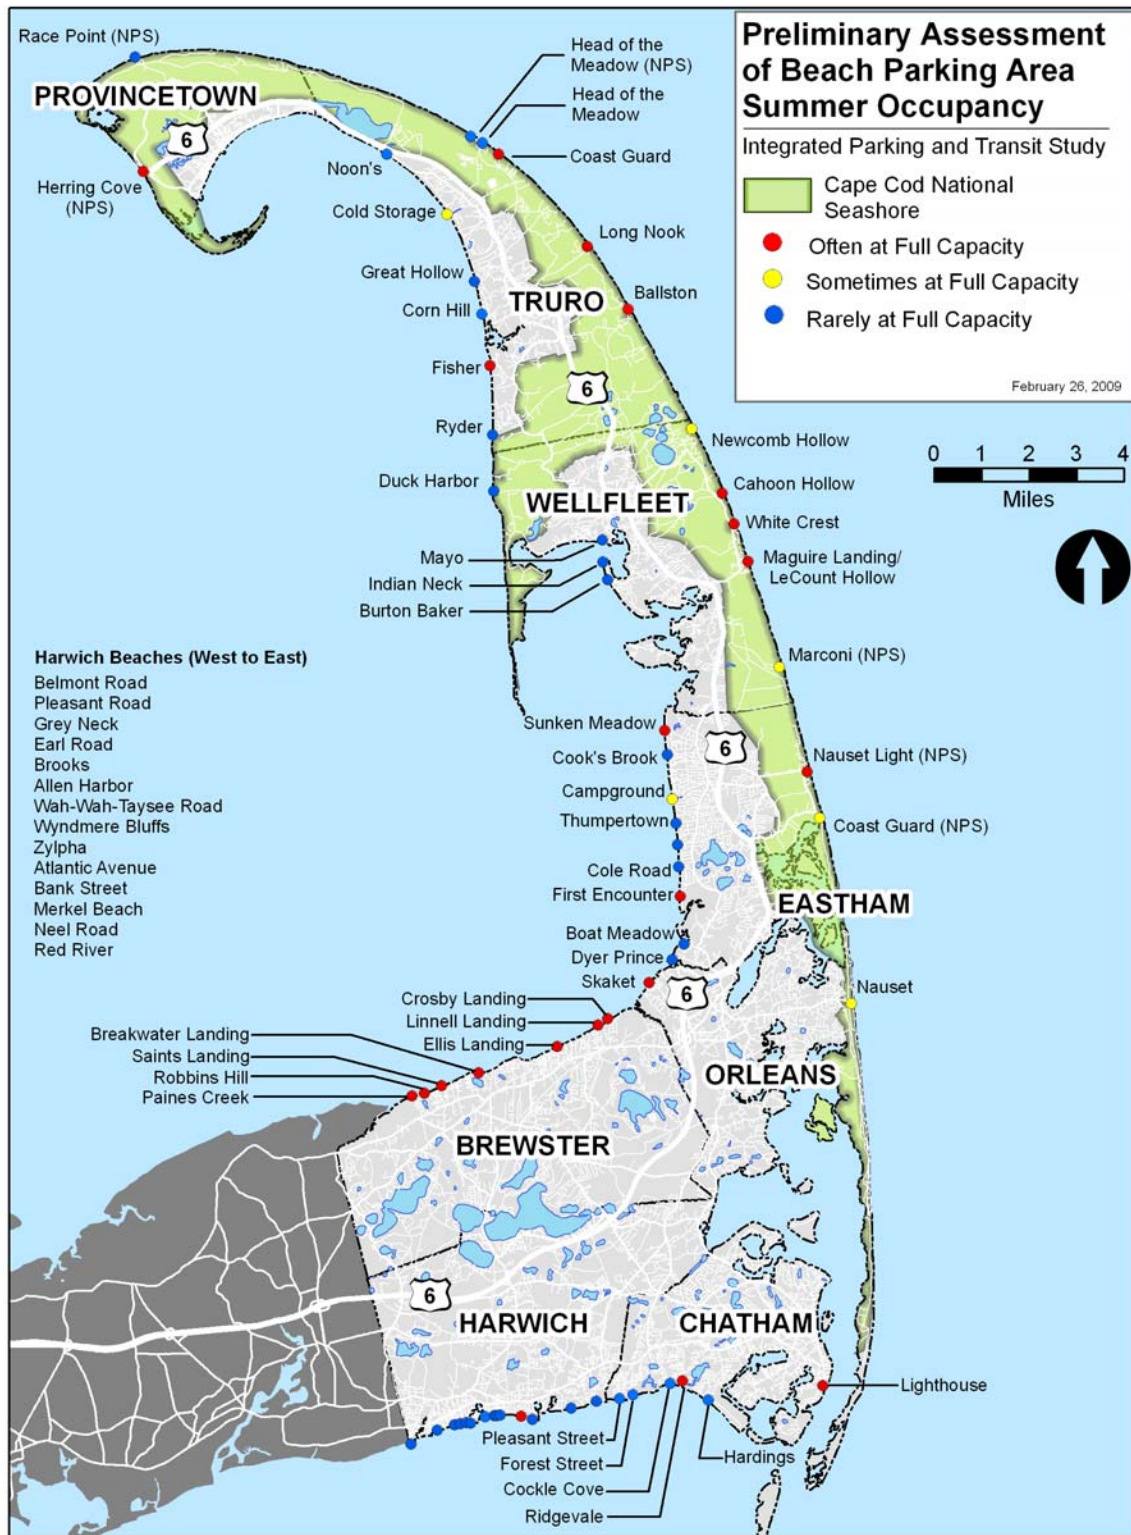 Preliminary Assessment
of Beach Parking Area
Summer Occupancy
Integrated Parking and Transit Study
Cape Cod National
Seashore
Often at Full Capacity
Sometimes at Full Capacity
Rarely at Full Capacity
February 26, 2009
0 1 2 3 4
Miles
Race Point (NPS)
PROVINCETOWN
6
Herring Cove
(NPS)
Head of the
Meadow (NPS)
Head of the
Meadow
Coast Guard
Noon's
Cold Storage
Long Nook
Great Hollow
Ballston
TRURO
Corn Hill
Fisher
6
Ryder
Newcomb Hollow
Duck Harbor
Cahoon Hollow
WELLFLEET
White Crest
Mayo
Maguire Landing/
LeCount Hollow
Indian Neck
Burton Baker
Marconi (NPS)
Harwich Beaches (West to East)
Belmont Road
Pleasant Road
Grey Neck
Earl Road
Brooks
Allen Harbor
Wah-Wah-Taysee Road
Wyndmere Bluffs
Zylpha
Atlantic Avenue
Bank Street
Merkel Beach
Neel Road
Red River
Sunken Meadow
6
Cook's Brook
Nauset Light (NPS)
Campground
Thumpertown
Coast Guard (NPS)
Cole Road
First Encounter
EASTHAM
Boat Meadow
Dyer Prince
Skaket
6
Nauset
Crosby Landing
Linnell Landing
Ellis Landing
Breakwater Landing
Saints Landing
Robbins Hill
Paines Creek
ORLEANS
BREWSTER
6
HARWICH
CHATHAM
Lighthouse
Pleasant Street
Forest Street
Cockle Cove
Ridgevale
Hardings